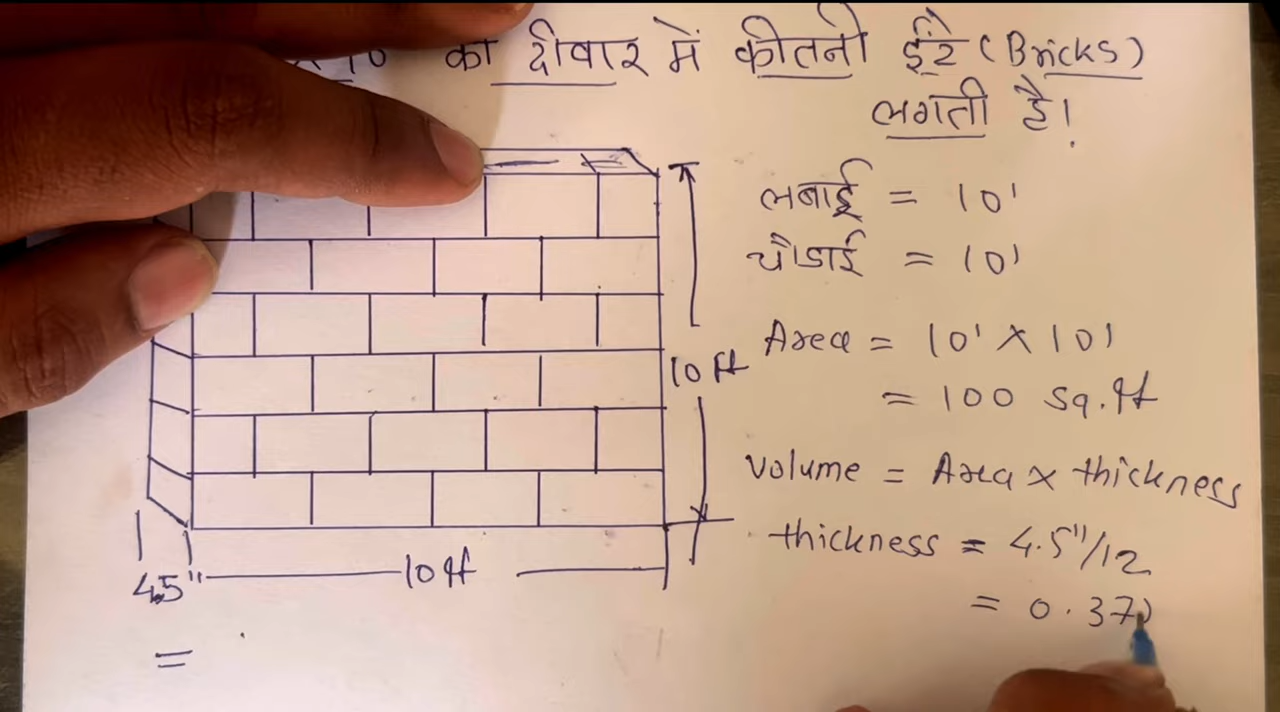 10 का दीवार में कीतनी ईंटे (Bricks)
लगती है।
लबाई = 10'
चौडाई = 10'
Area = 10' × 10'
= 100 sq.ft
10 ft
Volume = Area × thickness
thickness = 4.5"/12
= 0.37
4.5"
10 ft
=